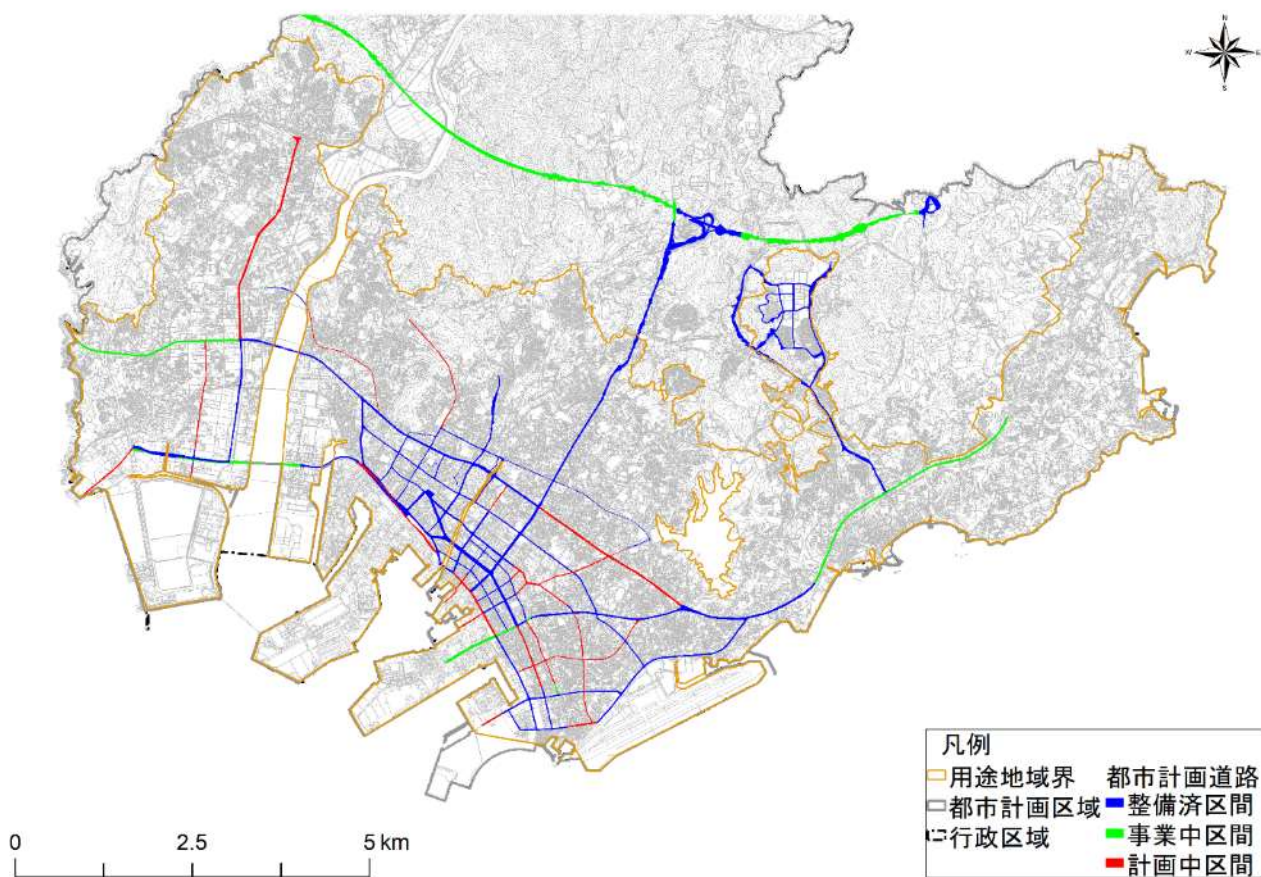 N
W
E
S
凡例
用途地域界
都市計画区域
行政区域
都市計画道路
整備済区間
事業中区間
計画中区間
0
2.5
5 km